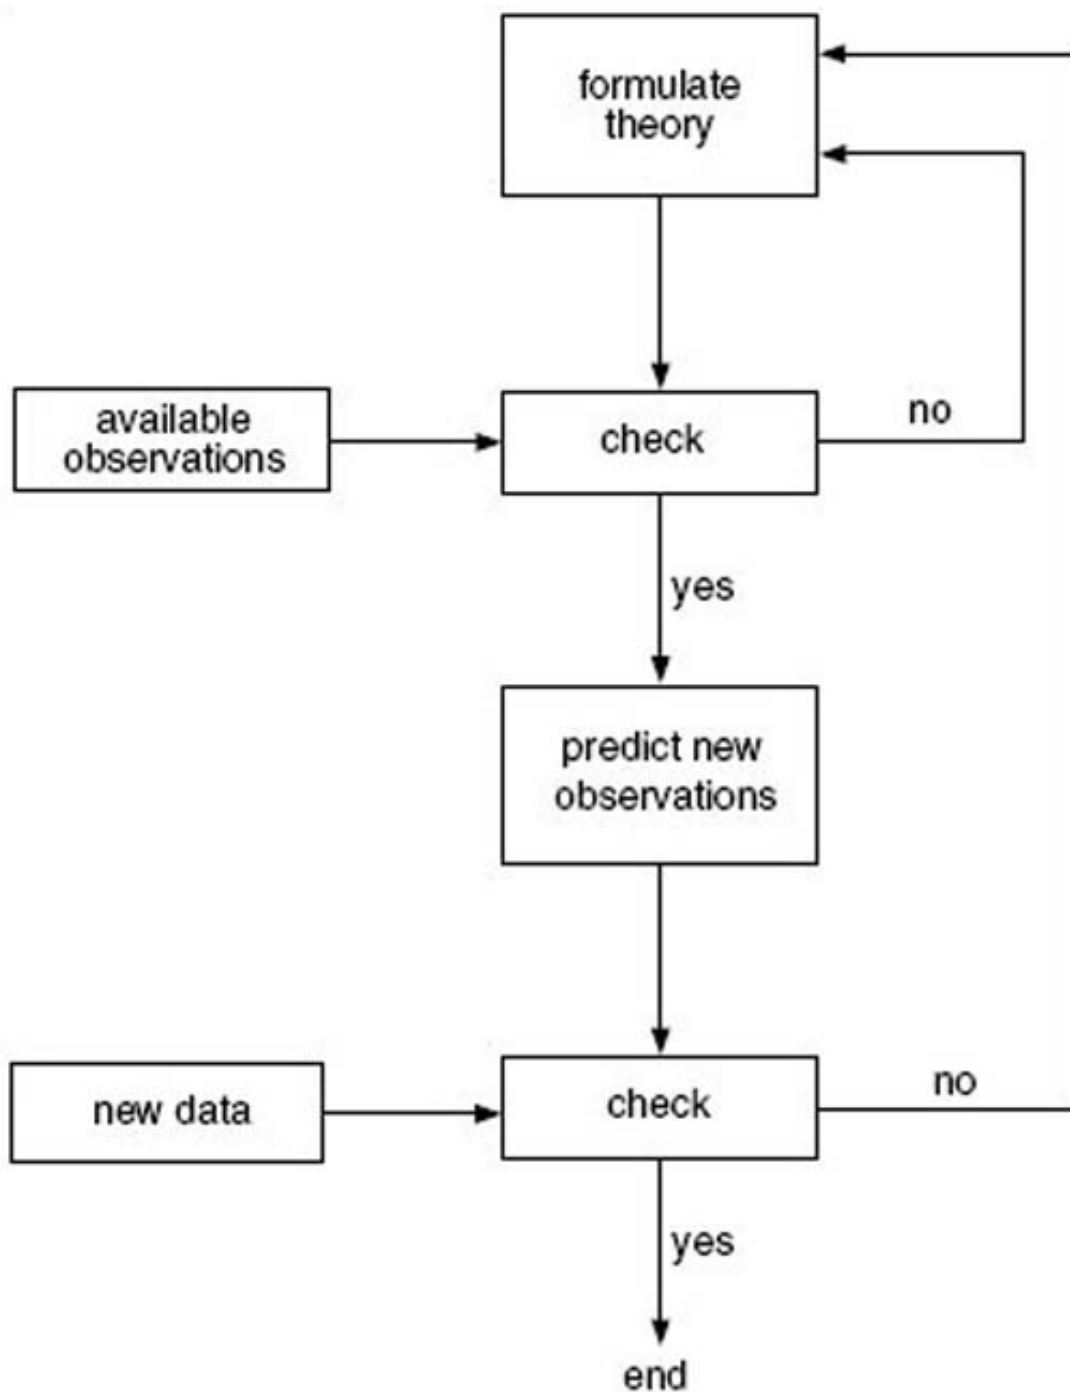 formulate
theory
available
observations
check
no
yes
predict new
observations
new data
check
no
yes
end